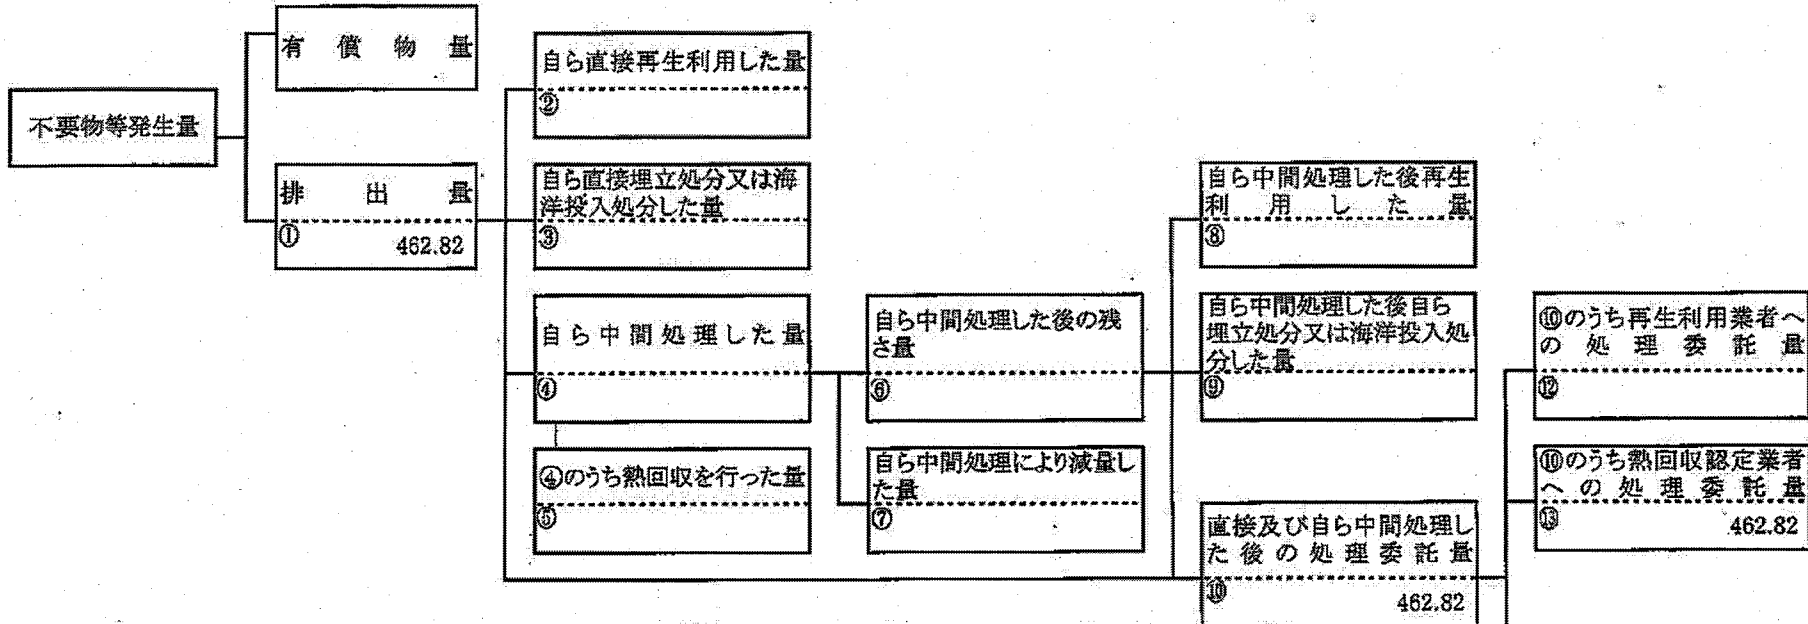 有償物量
不要物等発生量
排出量
①
462.82
自ら直接再生利用した量
②
自ら直接埋立処分又は海
洋投入処分した量
③
自ら中間処理した量
④
④のうち熱回収を行った量
⑤
自ら中間処理した後の残
さ量
⑥
自ら中間処理により減量し
た量
⑦
自ら中間処理した後再生
利用した量
⑧
自ら中間処理した後自ら
埋立処分又は海洋投入処
分した量
⑨
直接及び自ら中間処理し
た後の処理委託量
⑩
462.82
⑩のうち再生利用業者へ
の処理委託量
⑫
⑩のうち熱回収認定業者
への処理委託量
⑬
462.82